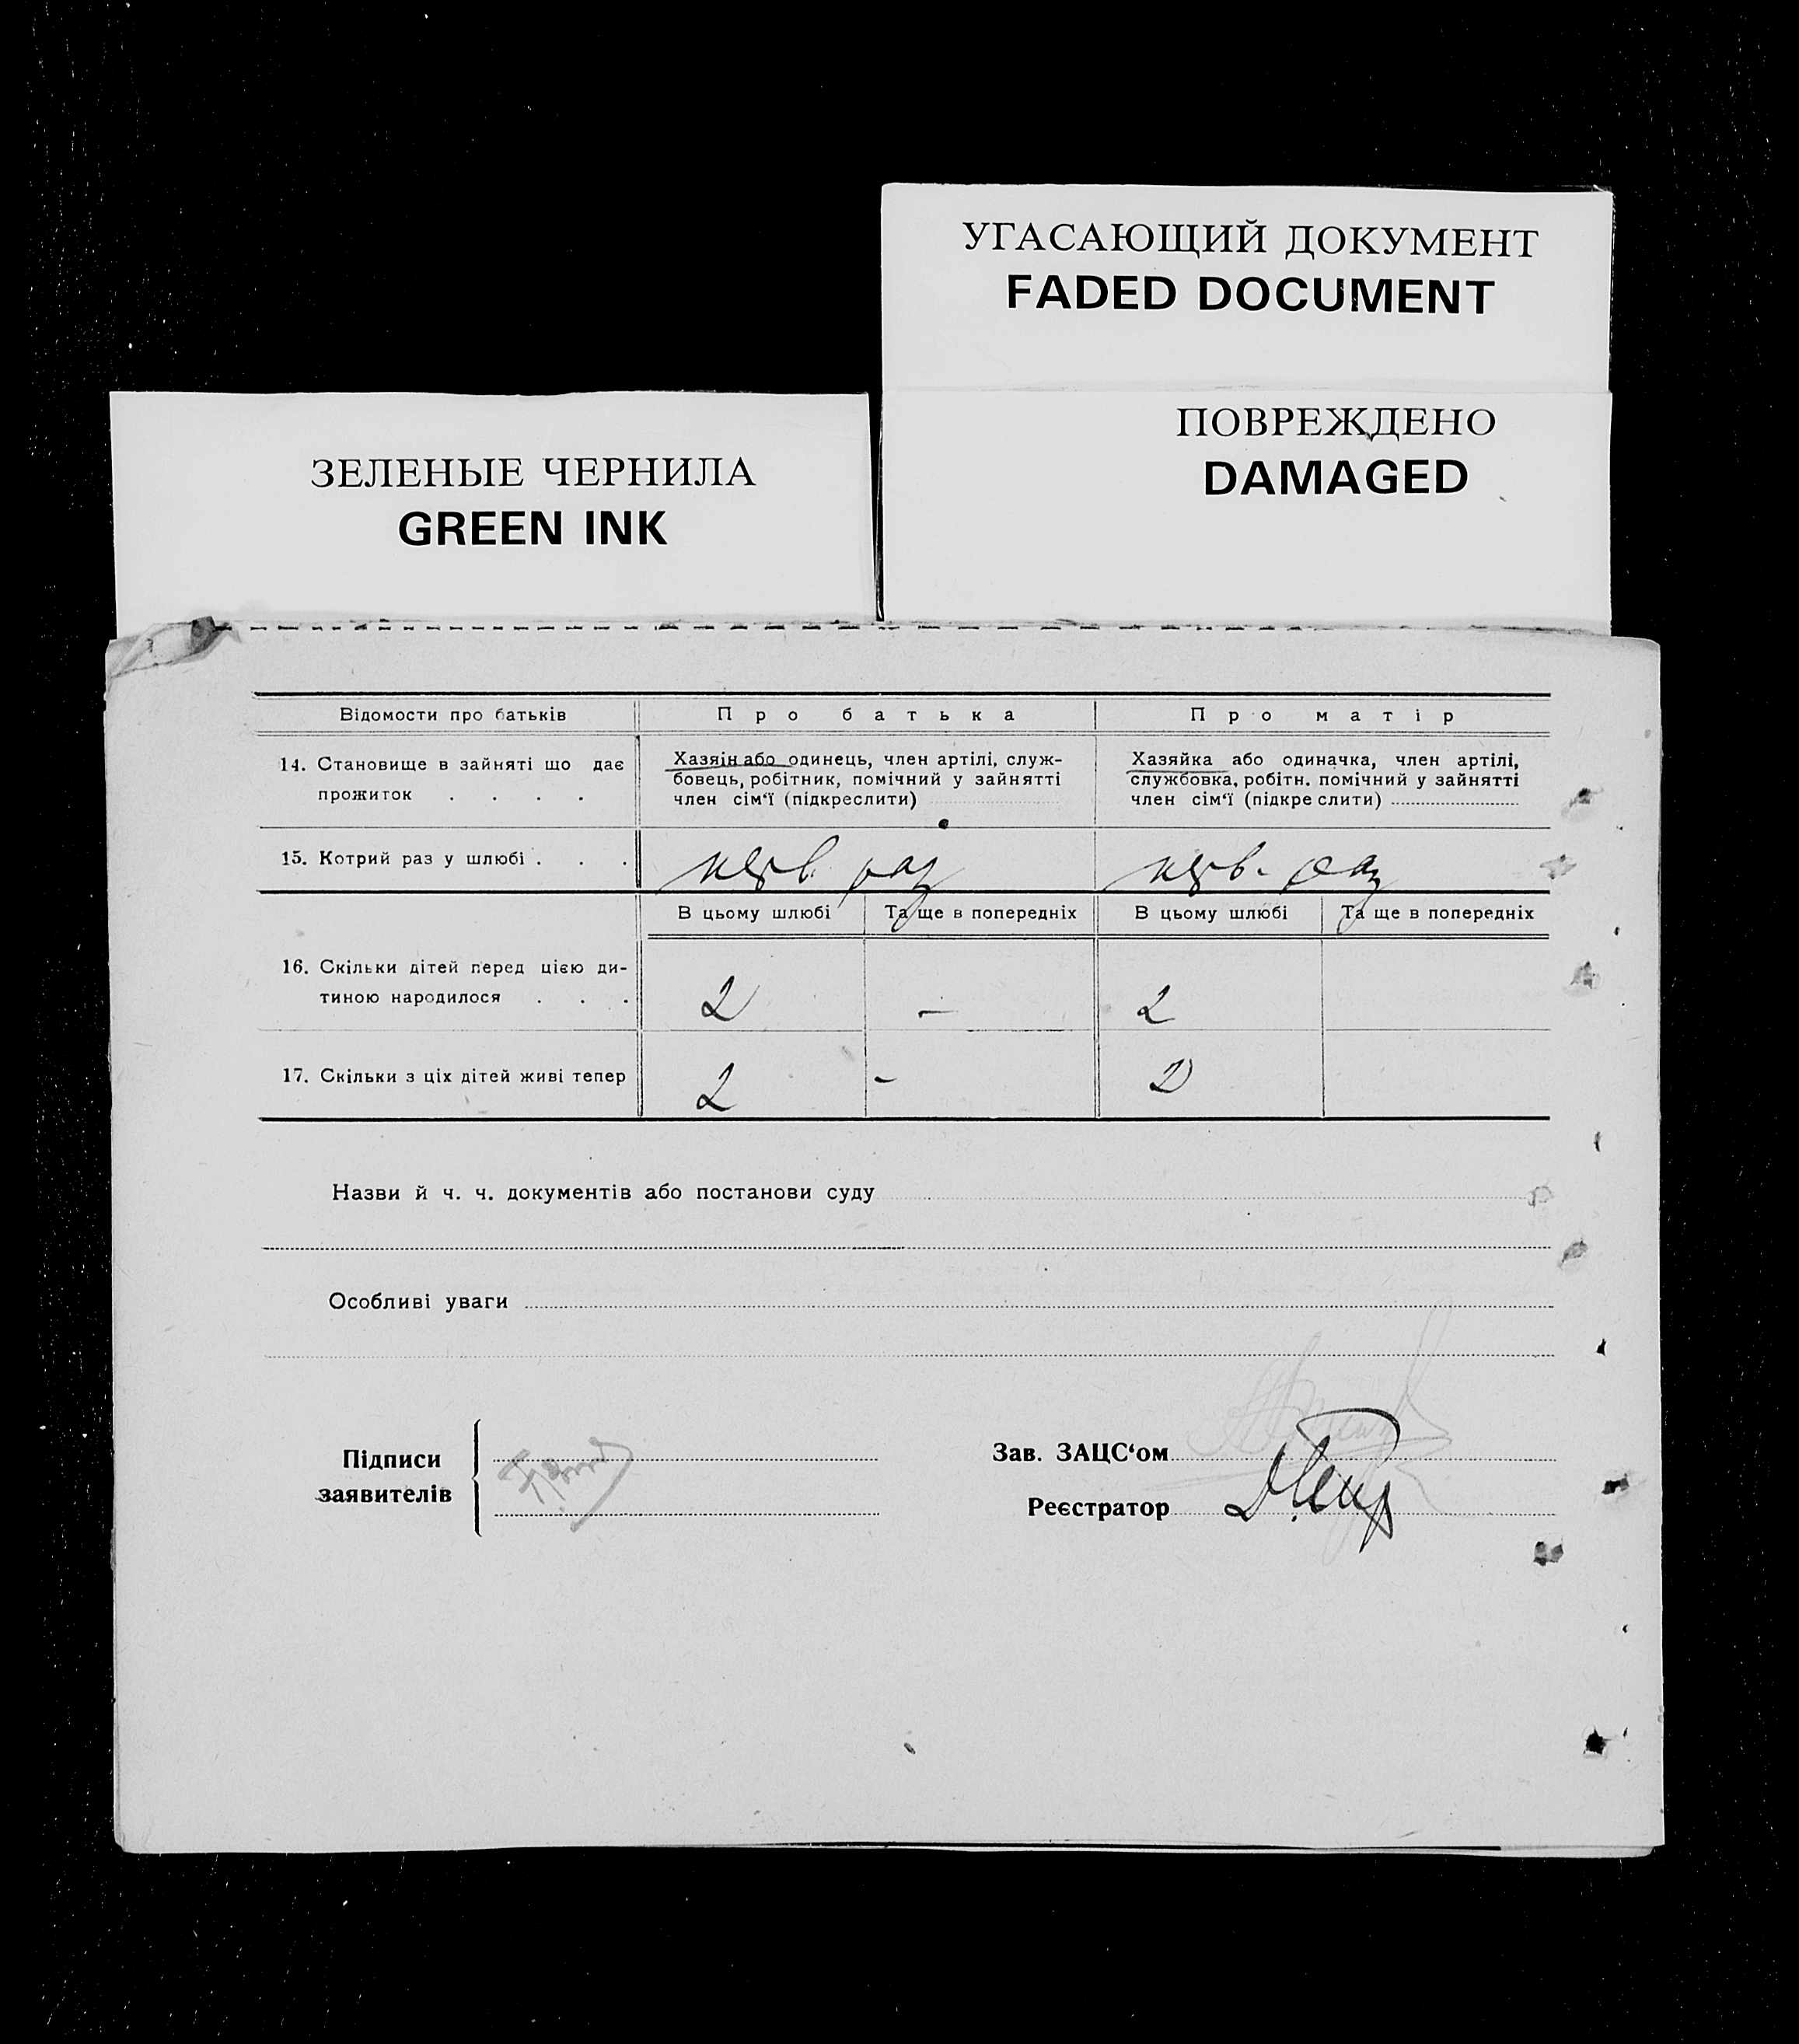 УГАСАЮЩИЙ ДОКУМЕНТ
FADED DOCUMENT
ПОВРЕЖДЕНО
DAMAGED
ЗЕЛЕНЫЕ ЧЕРНИЛА
GREEN INK
Відомости про батьків Про батька Про матір
14. Становище в зайняті що дає
прожиток . . . .
Хазяін або одинець, член артілі, служ-
бовець, робітник, помічний у зайнятті
член сім'ї (підкреслити)
Хазяйка або одиначка, член артілі,
службовка, робітн. помічний у зайнятті
член сім'ї (підкре слити)
15. Котрий раз у шлюбі . . . перв. раз перв. раз
В цьому шлюбі Та ще в попередніх В цьому шлюбі Та ще в попередніх
16. Скільки дітей перед цією ди-
тиною народилося . . . 2 – 2
17. Скільки з ціх дітей живі тепер 2 – 2
Назви й ч. ч. документів або постанови суду
Особливі уваги
Підписи
заявителів
Зав. ЗАЦС'ом
Реєстратор